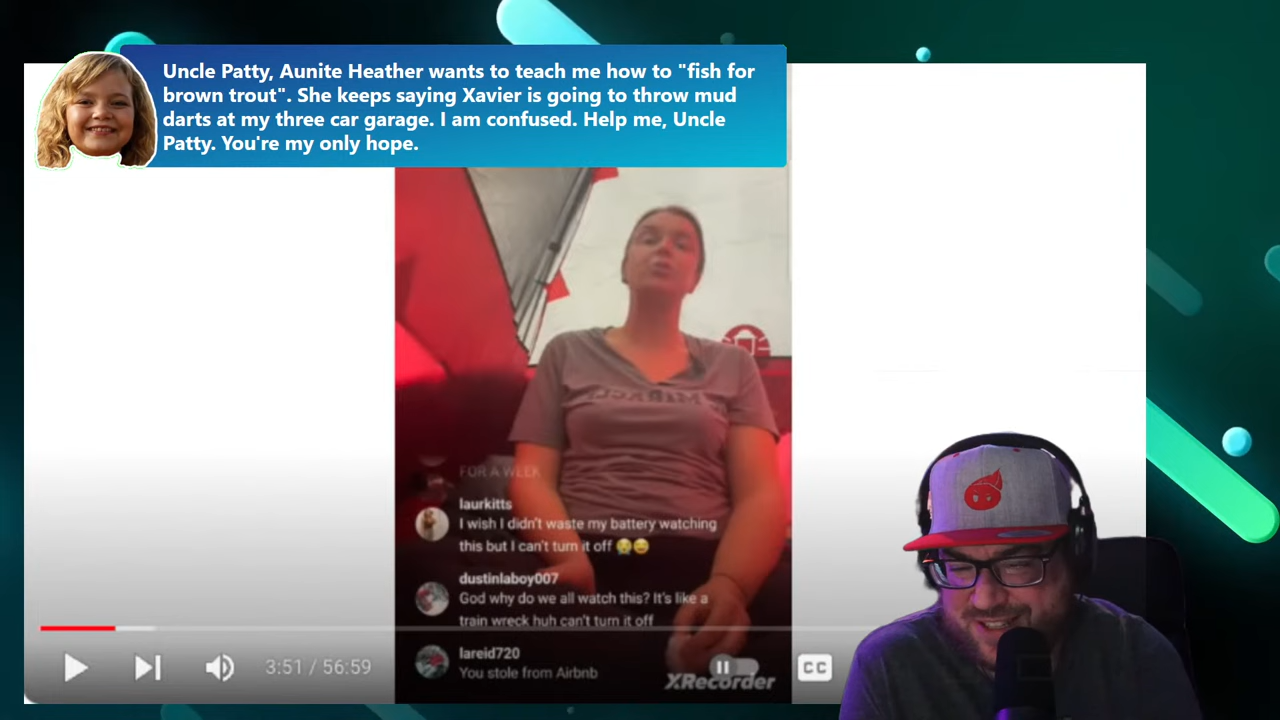 Uncle Patty, Aunite Heather wants to teach me how to "fish for
brown trout". She keeps saying Xavier is going to throw mud
darts at my three car garage. I am confused. Help me, Uncle
Patty. You're my only hope.
MIRACLE
FOR A WEEK
laurkitts
I wish I didn't waste my battery watching
this but I can't turn it off 😭😅
dustinlaboy007
God why do we all watch this? It's like a
train wreck huh can't turn it off
lareid720
You stole from Airbnb
3:51 / 56:59
XRecorder
CC